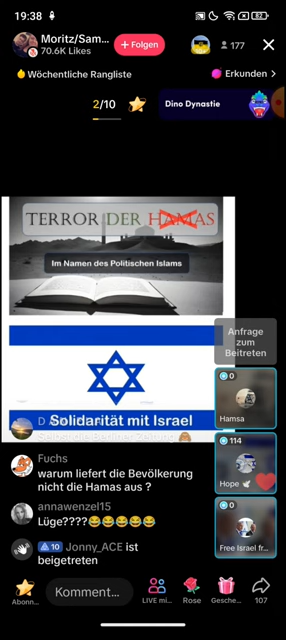 19:38
82
Moritz/Sam...
70.6K Likes
+ Folgen
177
Wöchentliche Rangliste
Erkunden >
2/10
Dino Dynastie
TERROR DER HAMAS
Im Namen des Politischen Islams
Anfrage
zum
Beitreten
0
Hamsa
Solidarität mit Israel
114
Hope
Fuchs
warum liefert die Bevölkerung
nicht die Hamas aus ?
0
Free Israel fr...
annawenzel15
Lüge????😂😂😂😂😂
10 Jonny_ACE ist
beigetreten
Abonn...
Komment...
LIVE mi...
Rose
Gesche...
107